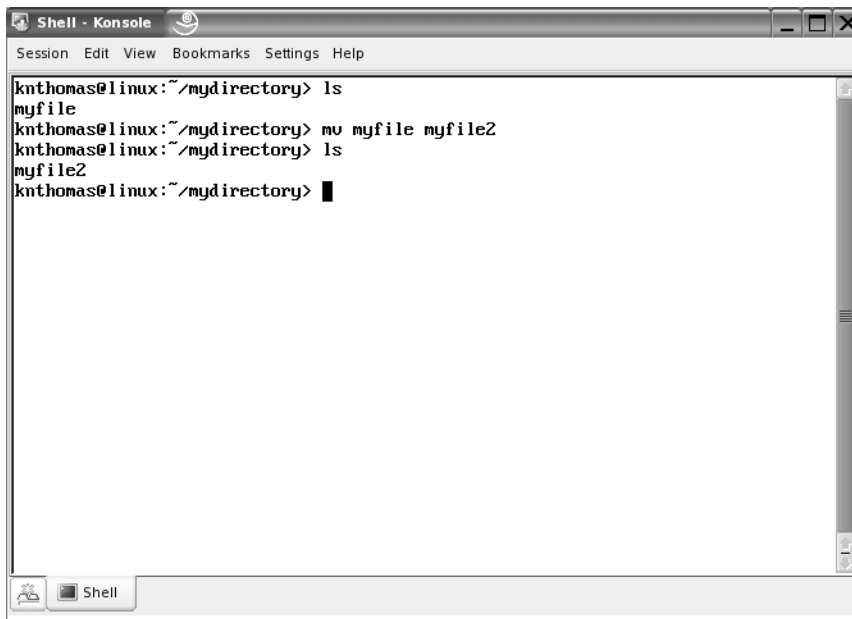 Shell - Konsole
Session Edit View Bookmarks Settings Help
knthomas@linux:~/mydirectory> ls
myfile
knthomas@linux:~/mydirectory> mv myfile myfile2
knthomas@linux:~/mydirectory> ls
myfile2
knthomas@linux:~/mydirectory>
Shell